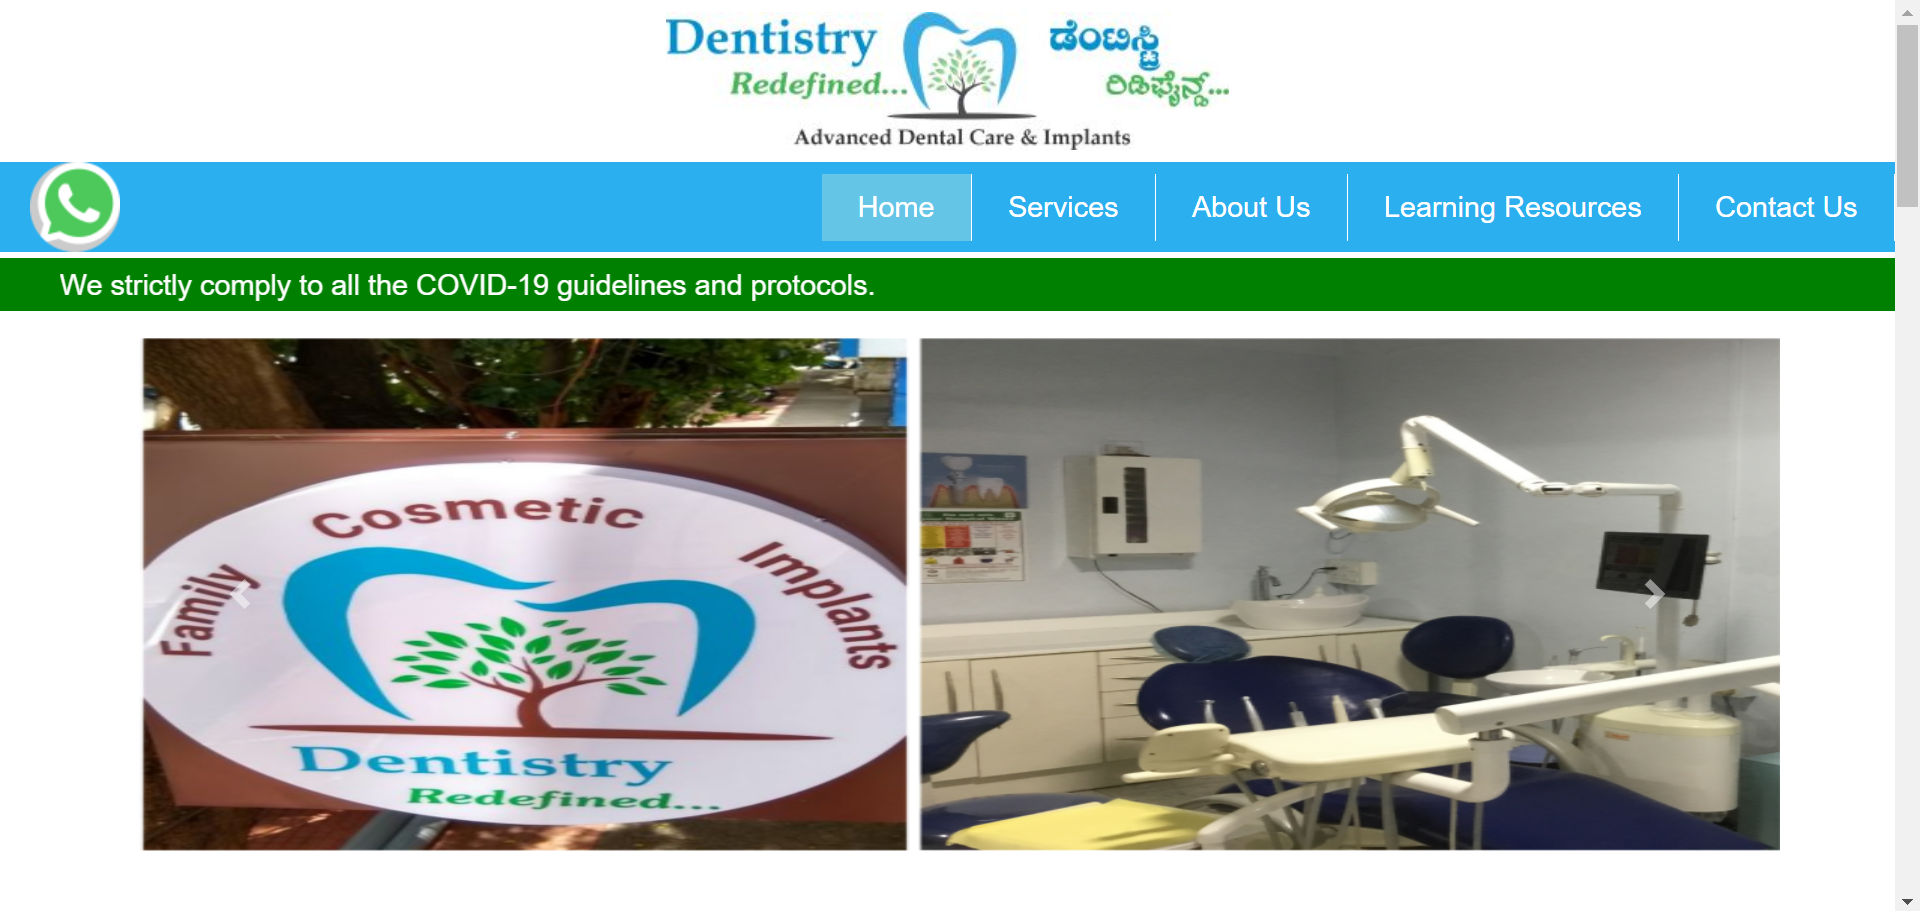 Dentistry
Redefined...
ಡೆಂಟಿಸ್ಟ್ರಿ
ರಿಡಿಫೈನ್ಡ್...
Advanced Dental Care & Implants
Home
Services
About Us
Learning Resources
Contact Us
We strictly comply to all the COVID-19 guidelines and protocols.
Family
Cosmetic
Implants
Dentistry
Redefined...